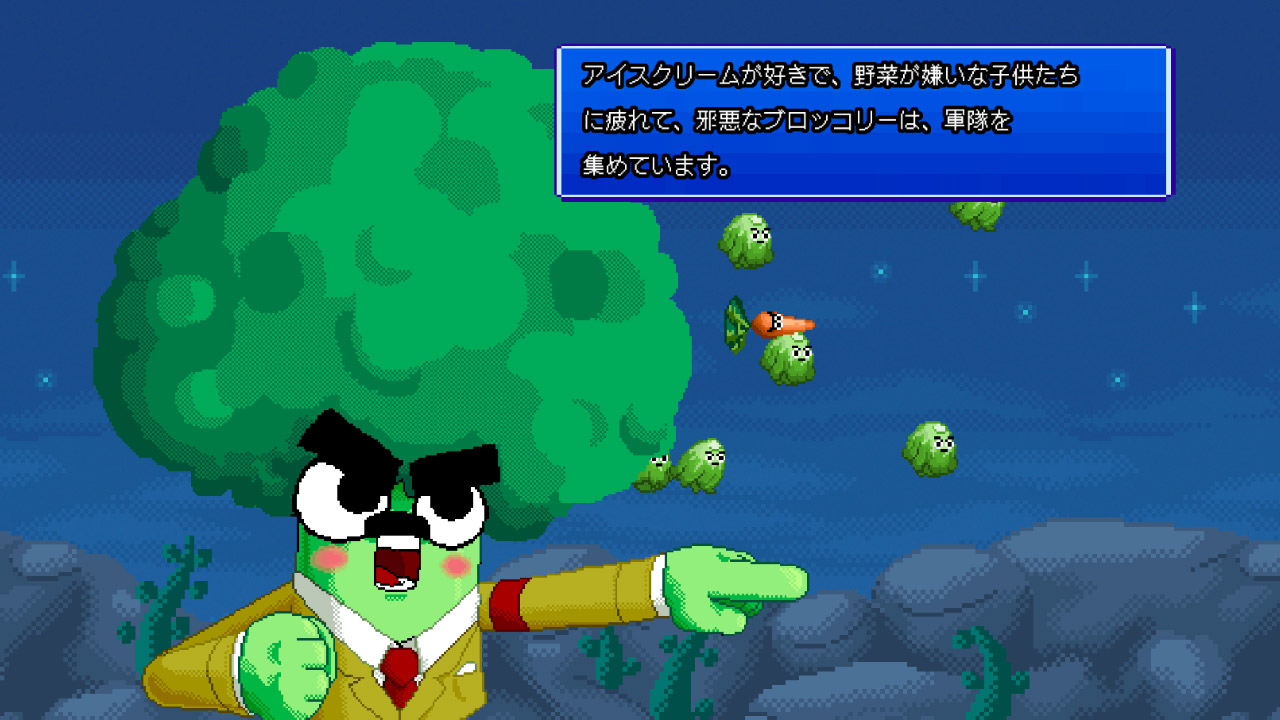 アイスクリームが好きで、野菜が嫌いな子供たち
に疲れて、邪悪なブロッコリーは、軍隊を
集めています。